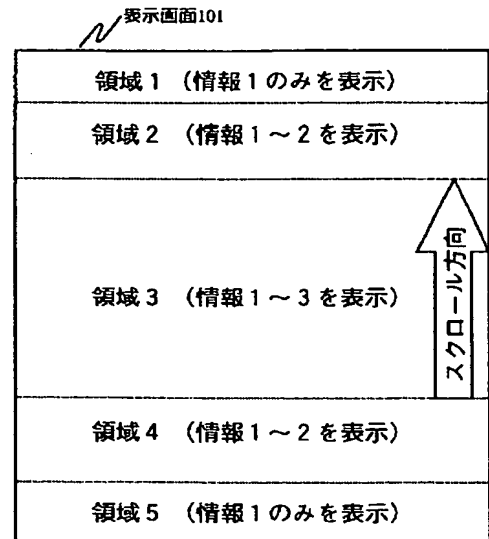 表示画面101
領域1 (情報1のみを表示)
領域2 (情報1~2を表示)
スクロール方向
領域3 (情報1~3を表示)
領域4 (情報1~2を表示)
領域5 (情報1のみを表示)